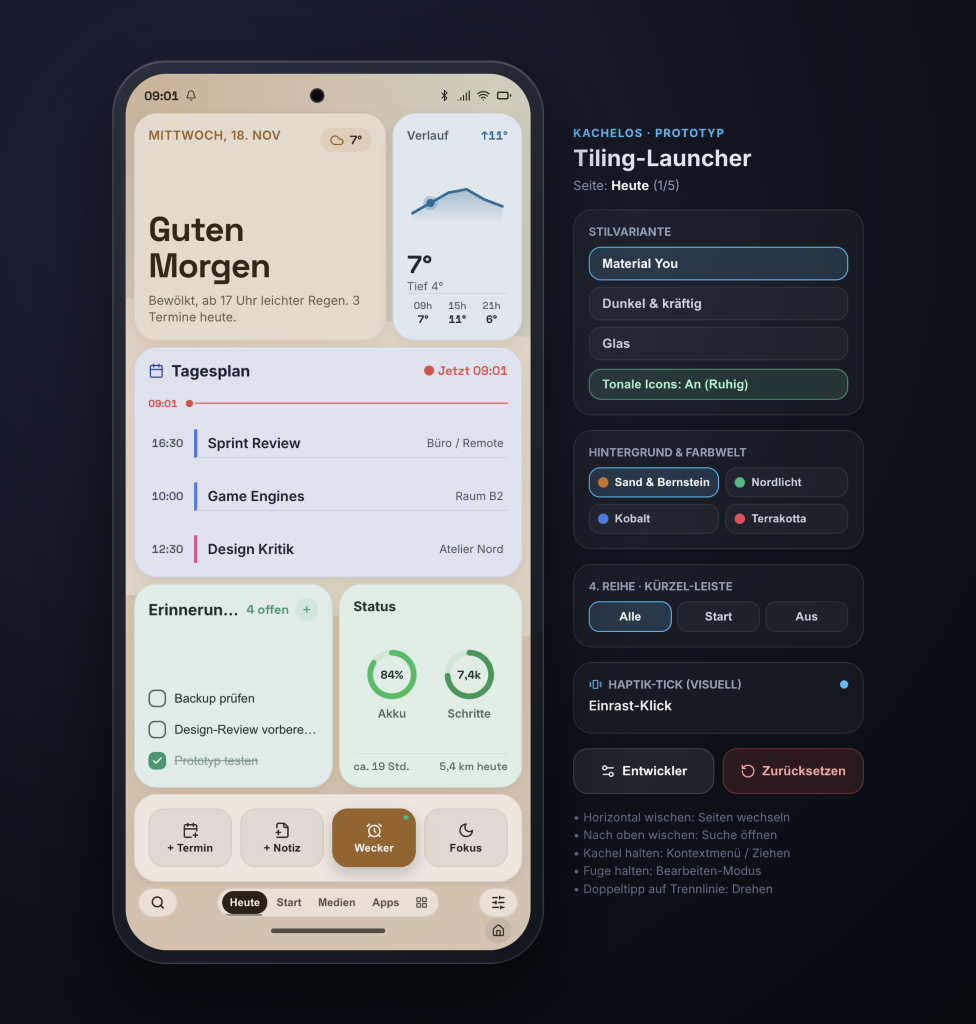 09:01
MITTWOCH, 18. NOV
7°
Guten
Morgen
Bewölkt, ab 17 Uhr leichter Regen. 3
Termine heute.
Verlauf
↑11°
7°
Tief 4°
09h 15h 21h
7° 11° 6°
Tagesplan
Jetzt 09:01
09:01
16:30 Sprint Review Büro / Remote
10:00 Game Engines Raum B2
12:30 Design Kritik Atelier Nord
Erinnerun... 4 offen +
Backup prüfen
Design-Review vorbere...
Prototyp testen
Status
84% 7,4k
Akku Schritte
ca. 19 Std. 5,4 km heute
+ Termin + Notiz Wecker Fokus
Heute Start Medien Apps
KACHELOS · PROTOTYP
Tiling-Launcher
Seite: Heute (1/5)
STILVARIANTE
Material You
Dunkel & kräftig
Glas
Tonale Icons: An (Ruhig)
HINTERGRUND & FARBWELT
Sand & Bernstein Nordlicht
Kobalt Terrakotta
4. REIHE · KÜRZEL-LEISTE
Alle Start Aus
HAPTIK-TICK (VISUELL)
Einrast-Klick
Entwickler Zurücksetzen
• Horizontal wischen: Seiten wechseln
• Nach oben wischen: Suche öffnen
• Kachel halten: Kontextmenü / Ziehen
• Fuge halten: Bearbeiten-Modus
• Doppeltipp auf Trennlinie: Drehen